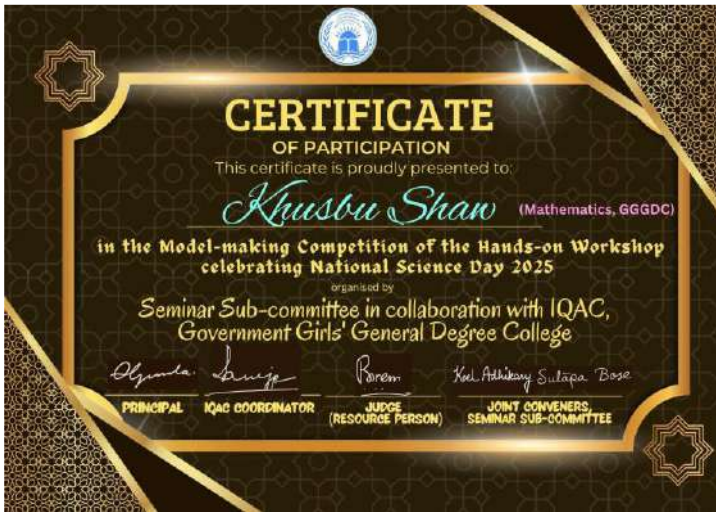 CERTIFICATE
OF PARTICIPATION
This certificate is proudly presented to:
Khusbu Shaw (Mathematics, GGGDC)
in the Model-making Competition of the Hands-on Workshop
celebrating National Science Day 2025
organised by
Seminar Sub-committee in collaboration with IQAC,
Government Girls' General Degree College
Koel Adhikary Sulapa Bose
PRINCIPAL IQAC COORDINATOR JUDGE JOINT CONVENERS,
(RESOURCE PERSON) SEMINAR SUB-COMMITTEE